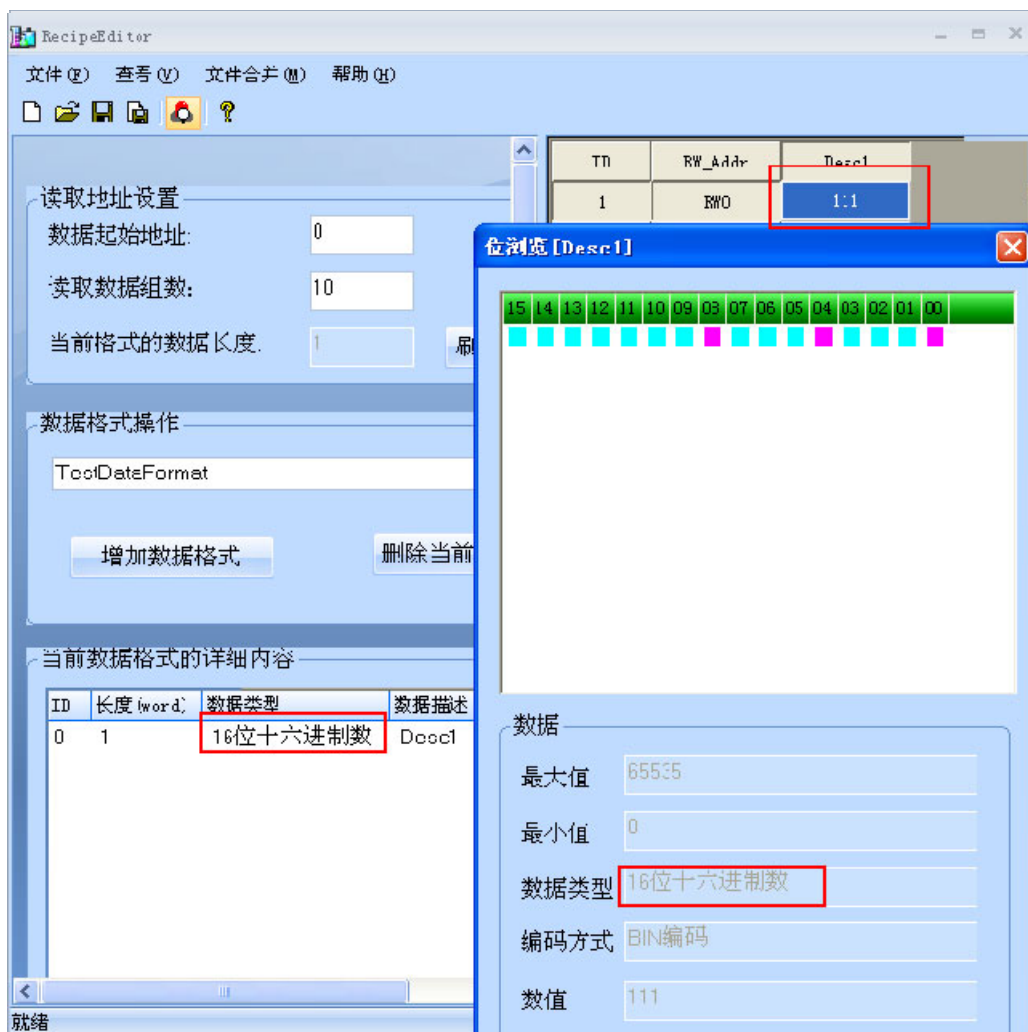 RecipeEditor
文件(F) 查看(V) 文件合并(M) 帮助(H)
读取地址设置
数据起始地址: 0
读取数据组数: 10
当前格式的数据长度. 1
刷
数据格式操作
TestDateFormat
增加数据格式
删除当前
当前数据格式的详细内容
ID 长度(word) 数据类型 数据描述
0 1 16位十六进制数 Desc1
就绪
ID RW_Addr Desc1
1 RW0 111
位浏览[Desc1]
15 14 13 12 11 10 09 08 07 06 05 04 03 02 01 00
数据
最大值 65535
最小值 0
数据类型 16位十六进制数
编码方式 BIN编码
数值 111